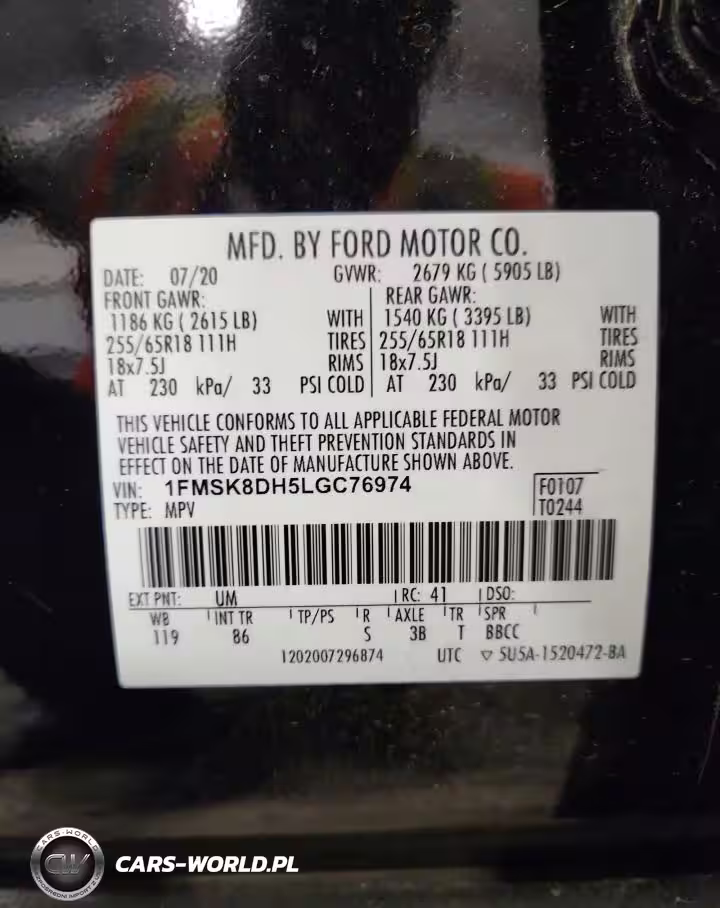 MFD. BY FORD MOTOR CO.
DATE: 07/20 GVWR: 2679 KG ( 5905 LB)
FRONT GAWR: REAR GAWR:
1186 KG ( 2615 LB) WITH 1540 KG ( 3395 LB) WITH
255/65R18 111H TIRES 255/65R18 111H TIRES
18x7.5J RIMS 18x7.5J RIMS
AT 230 kPa/ 33 PSI COLD AT 230 kPa/ 33 PSI COLD
THIS VEHICLE CONFORMS TO ALL APPLICABLE FEDERAL MOTOR
VEHICLE SAFETY AND THEFT PREVENTION STANDARDS IN
EFFECT ON THE DATE OF MANUFACTURE SHOWN ABOVE.
VIN: 1FMSK8DH5LGC76974 F0107
TYPE: MPV T0244
EXT PNT: UM RC: 41 DSO:
WB INT TR TP/PS R AXLE TR SPR
119 86 S 3B T BBCC
1202007296874 UTC ▽ 5U5A-1520472-BA
CARS-WORLD
CW
CARS-WORLD.PL